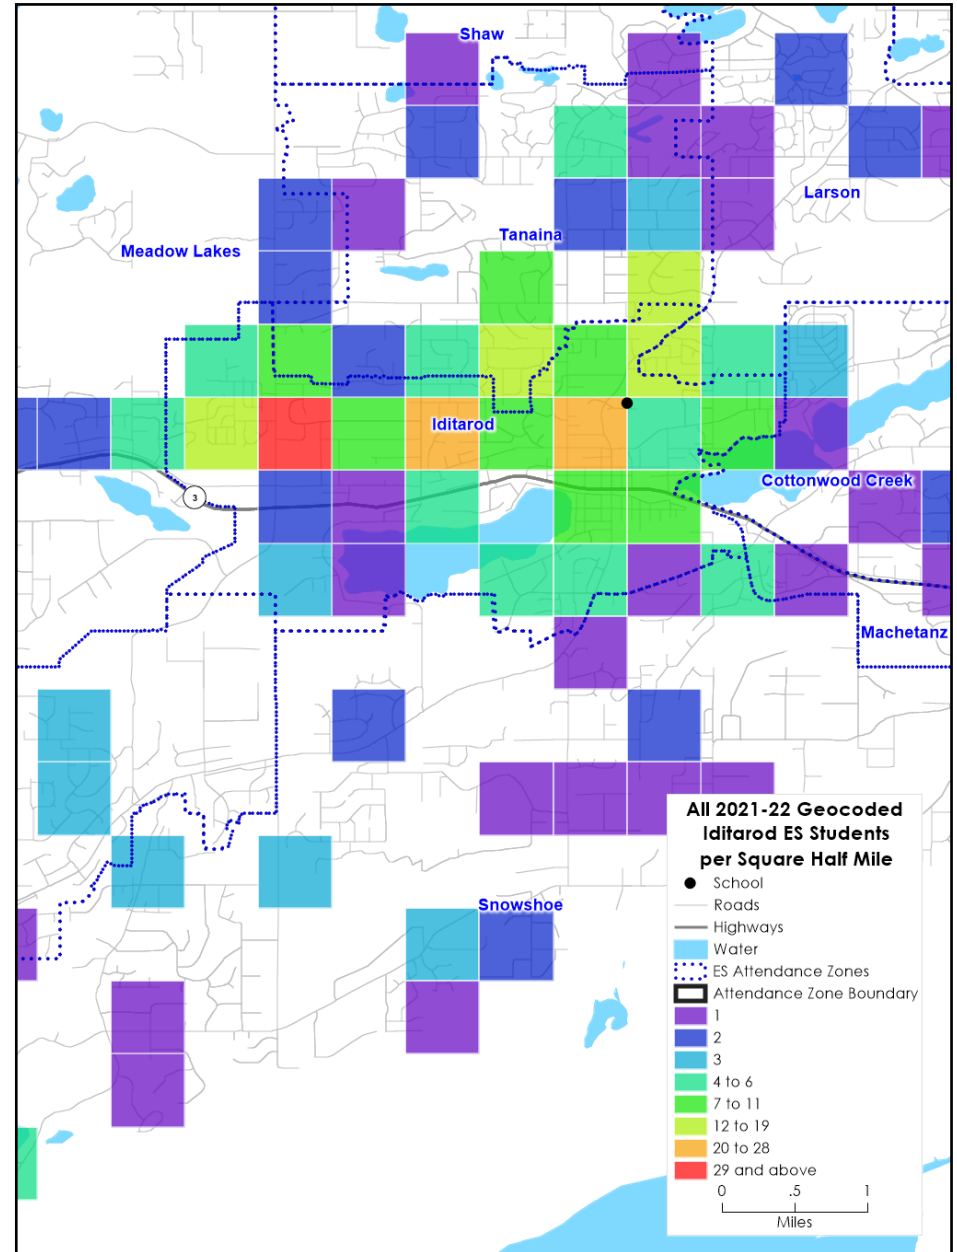 Shaw
Larson
Tanaina
Meadow Lakes
Iditarod
Cottonwood Creek
3
Machetanz
Snowshoe
All 2021-22 Geocoded
Iditarod ES Students
per Square Half Mile
School
Roads
Highways
Water
ES Attendance Zones
Attendance Zone Boundary
1
2
3
4 to 6
7 to 11
12 to 19
20 to 28
29 and above
0 .5 1
Miles